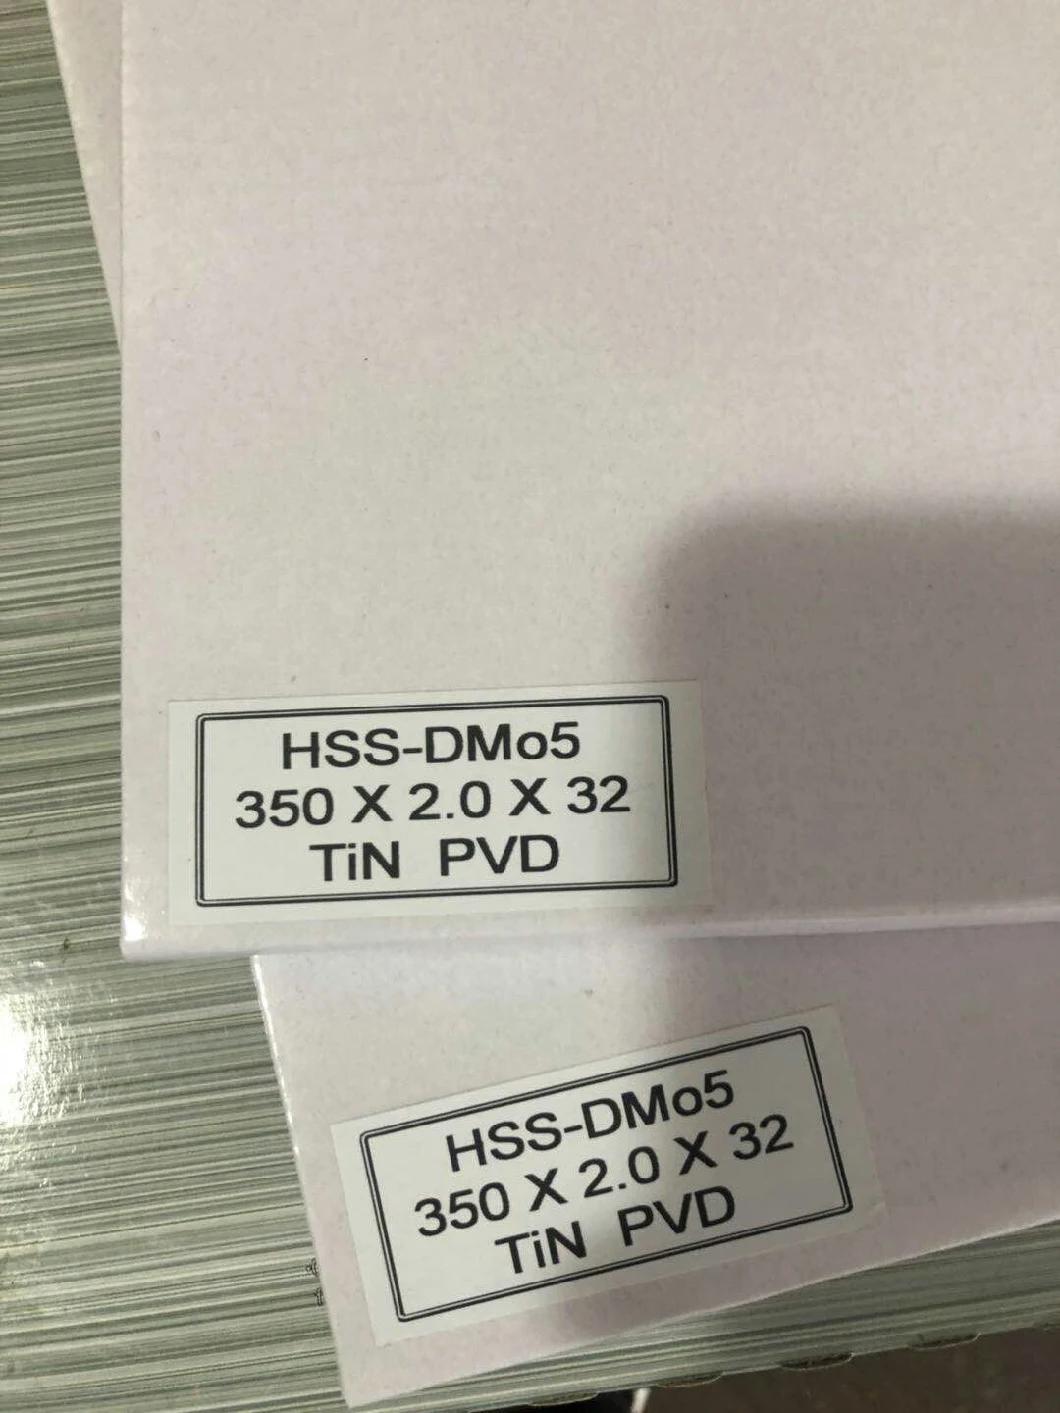 HSS-DMo5
350 X 2.0 X 32
TiN PVD
HSS-DMo5
350 X 2.0 X 32
TiN PVD